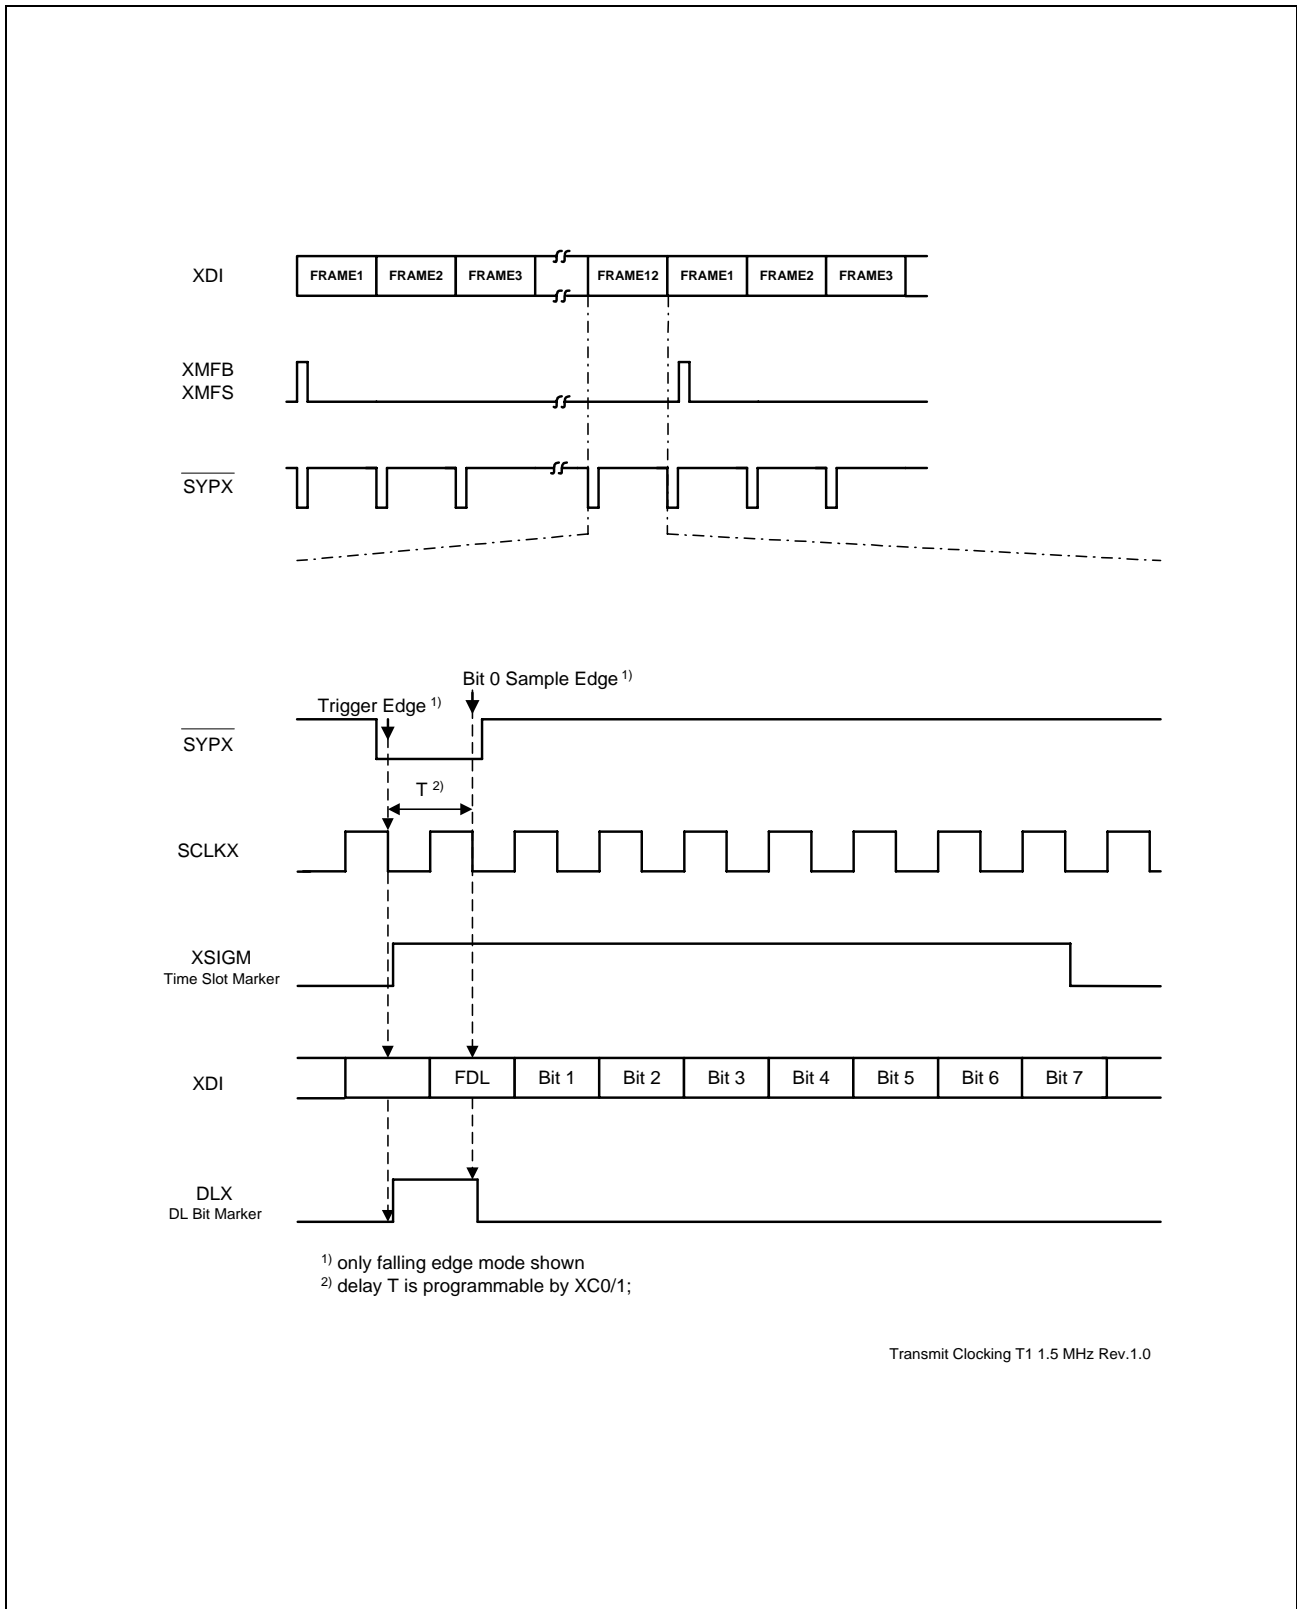 XDI FRAME1 FRAME2 FRAME3 FRAME12 FRAME1 FRAME2 FRAME3
XMFB
XMFS
SYPX
Bit 0 Sample Edge 1)
Trigger Edge 1)
SYPX
T 2)
SCLKX
XSIGM
Time Slot Marker
XDI FDL Bit 1 Bit 2 Bit 3 Bit 4 Bit 5 Bit 6 Bit 7
DLX
DL Bit Marker
1) only falling edge mode shown
2) delay T is programmable by XC0/1;
Transmit Clocking T1 1.5 MHz Rev.1.0